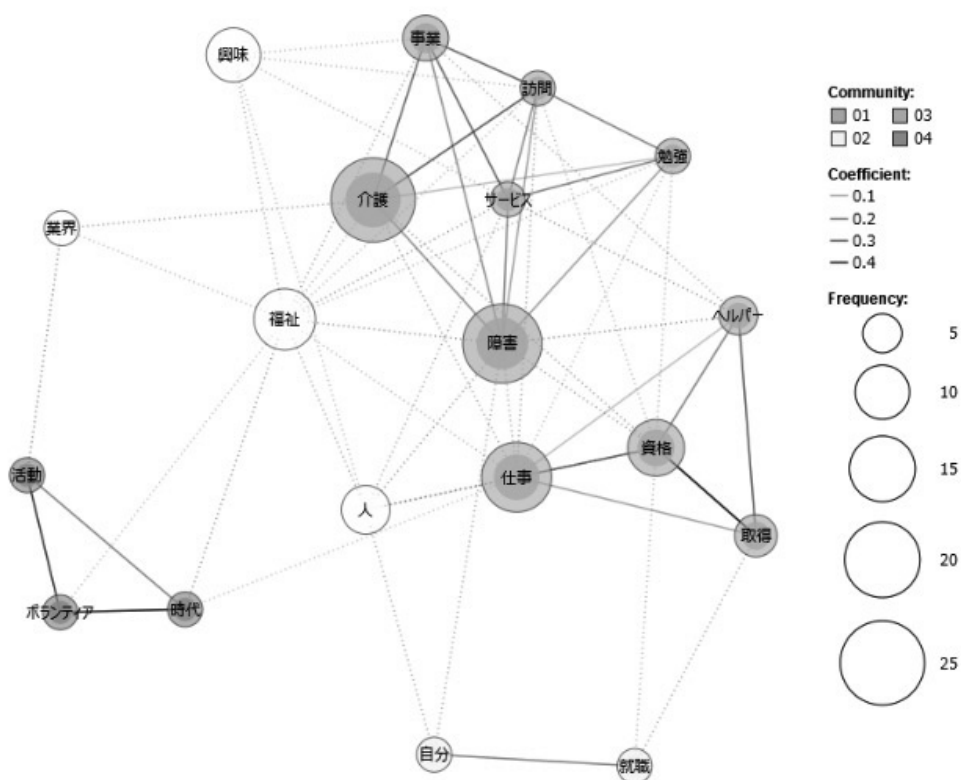 興味
事業
訪問
勉強
介護
サービス
業界
福祉
障害
ヘルパー
活動
人
仕事
資格
取得
ボランティア
時代
自分
就職
Community:
01 03
02 04
Coefficient:
0.1
0.2
0.3
0.4
Frequency:
5
10
15
20
25